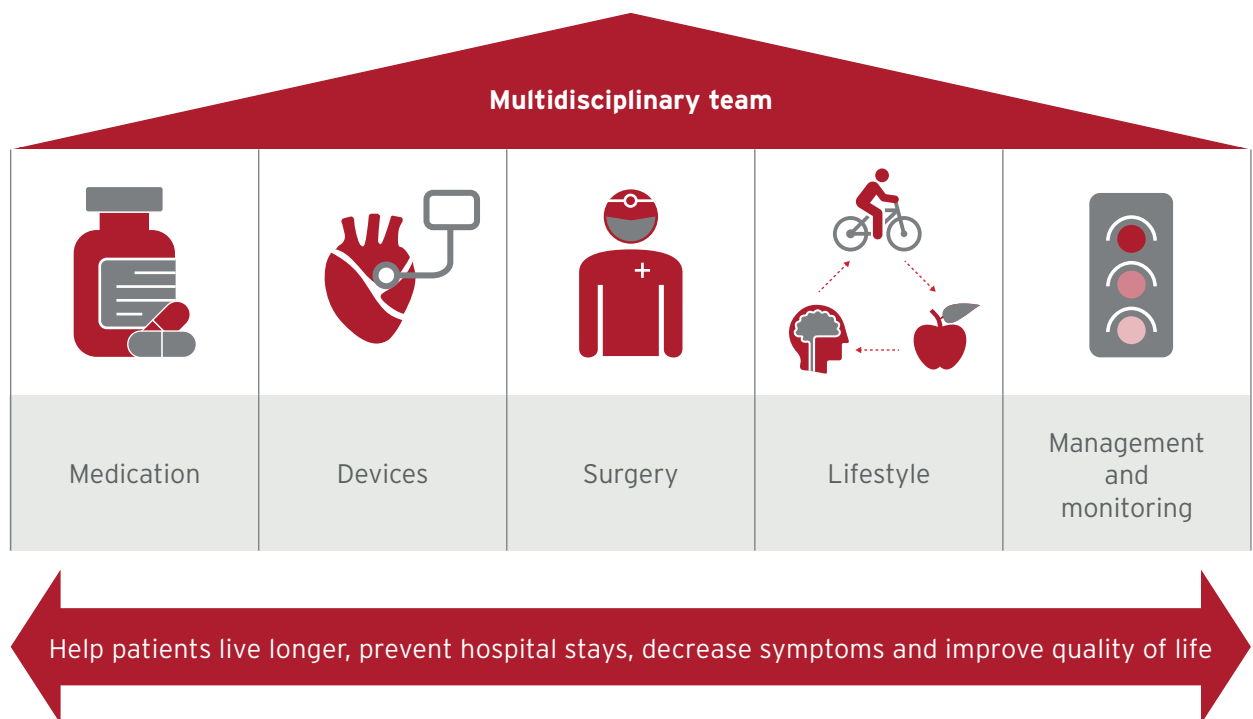 Multidisciplinary team
Medication
Devices
Surgery
Lifestyle
Management
and
monitoring
Help patients live longer, prevent hospital stays, decrease symptoms and improve quality of life